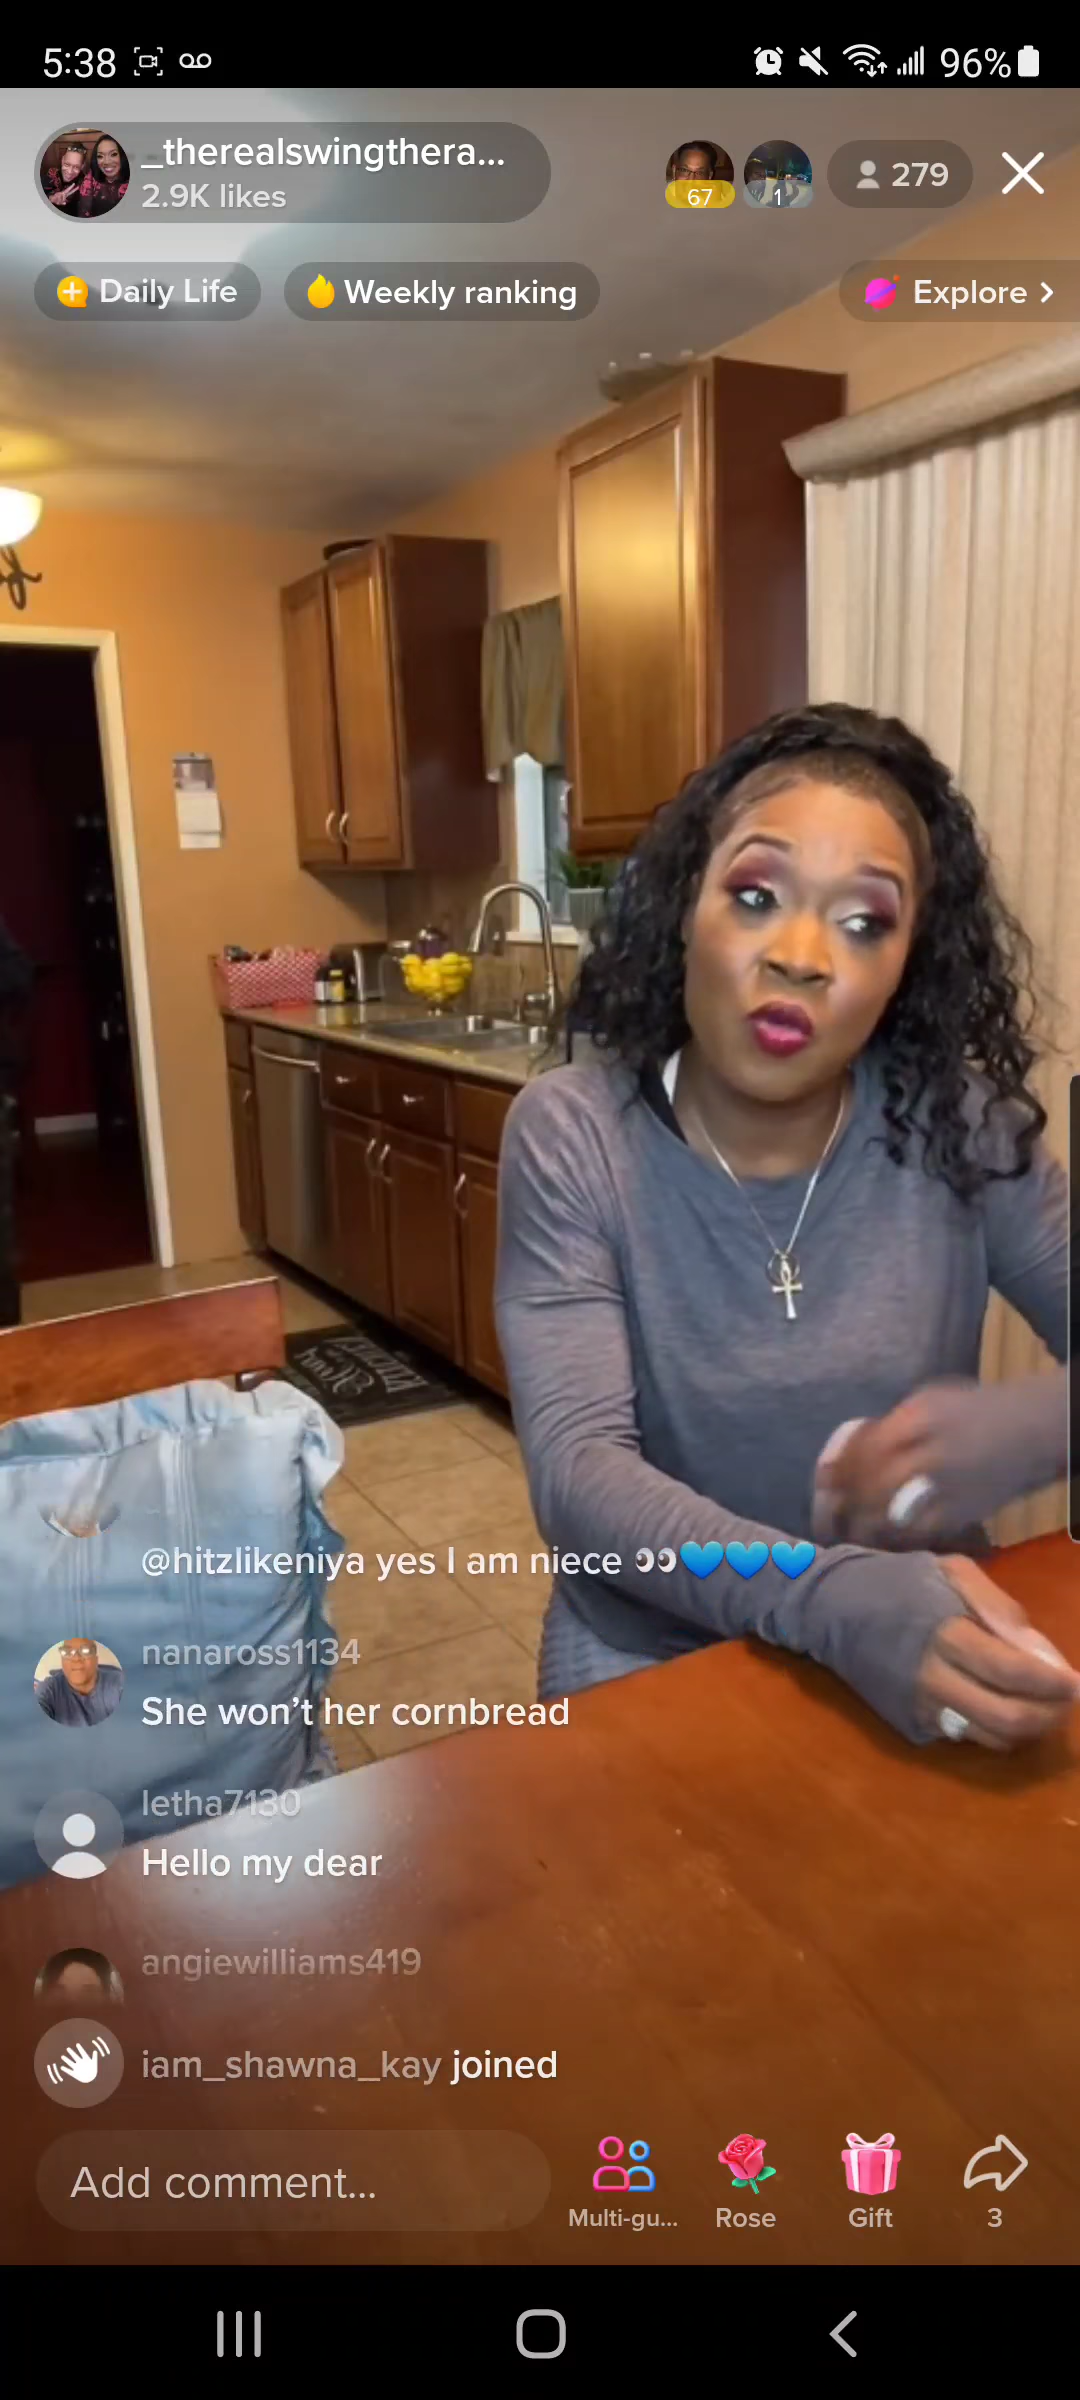 5:38
96%
_therealswingthera...
2.9K likes
67
1
279
Daily Life
Weekly ranking
Explore
@hitzlikeniya yes I am niece 👀💙💙💙
nanaross1134
She won't her cornbread
letha7130
Hello my dear
angiewilliams419
iam_shawna_kay joined
Add comment...
Multi-gu...
Rose
Gift
3